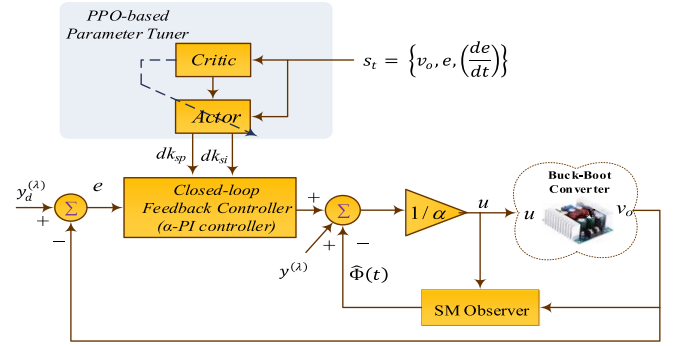 PPO-based
Parameter Tuner
Critic
s_t = {v_o, e, (de/dt)}
Actor
dk_sp dk_si
Closed-loop
Feedback Controller
(α-PI controller)
y_d^(λ)
+
Σ
−
e
+
Σ
+
−
y^(λ)
Φ̂(t)
1/α
u
Buck-Boot
Converter
u
v_o
SM Observer